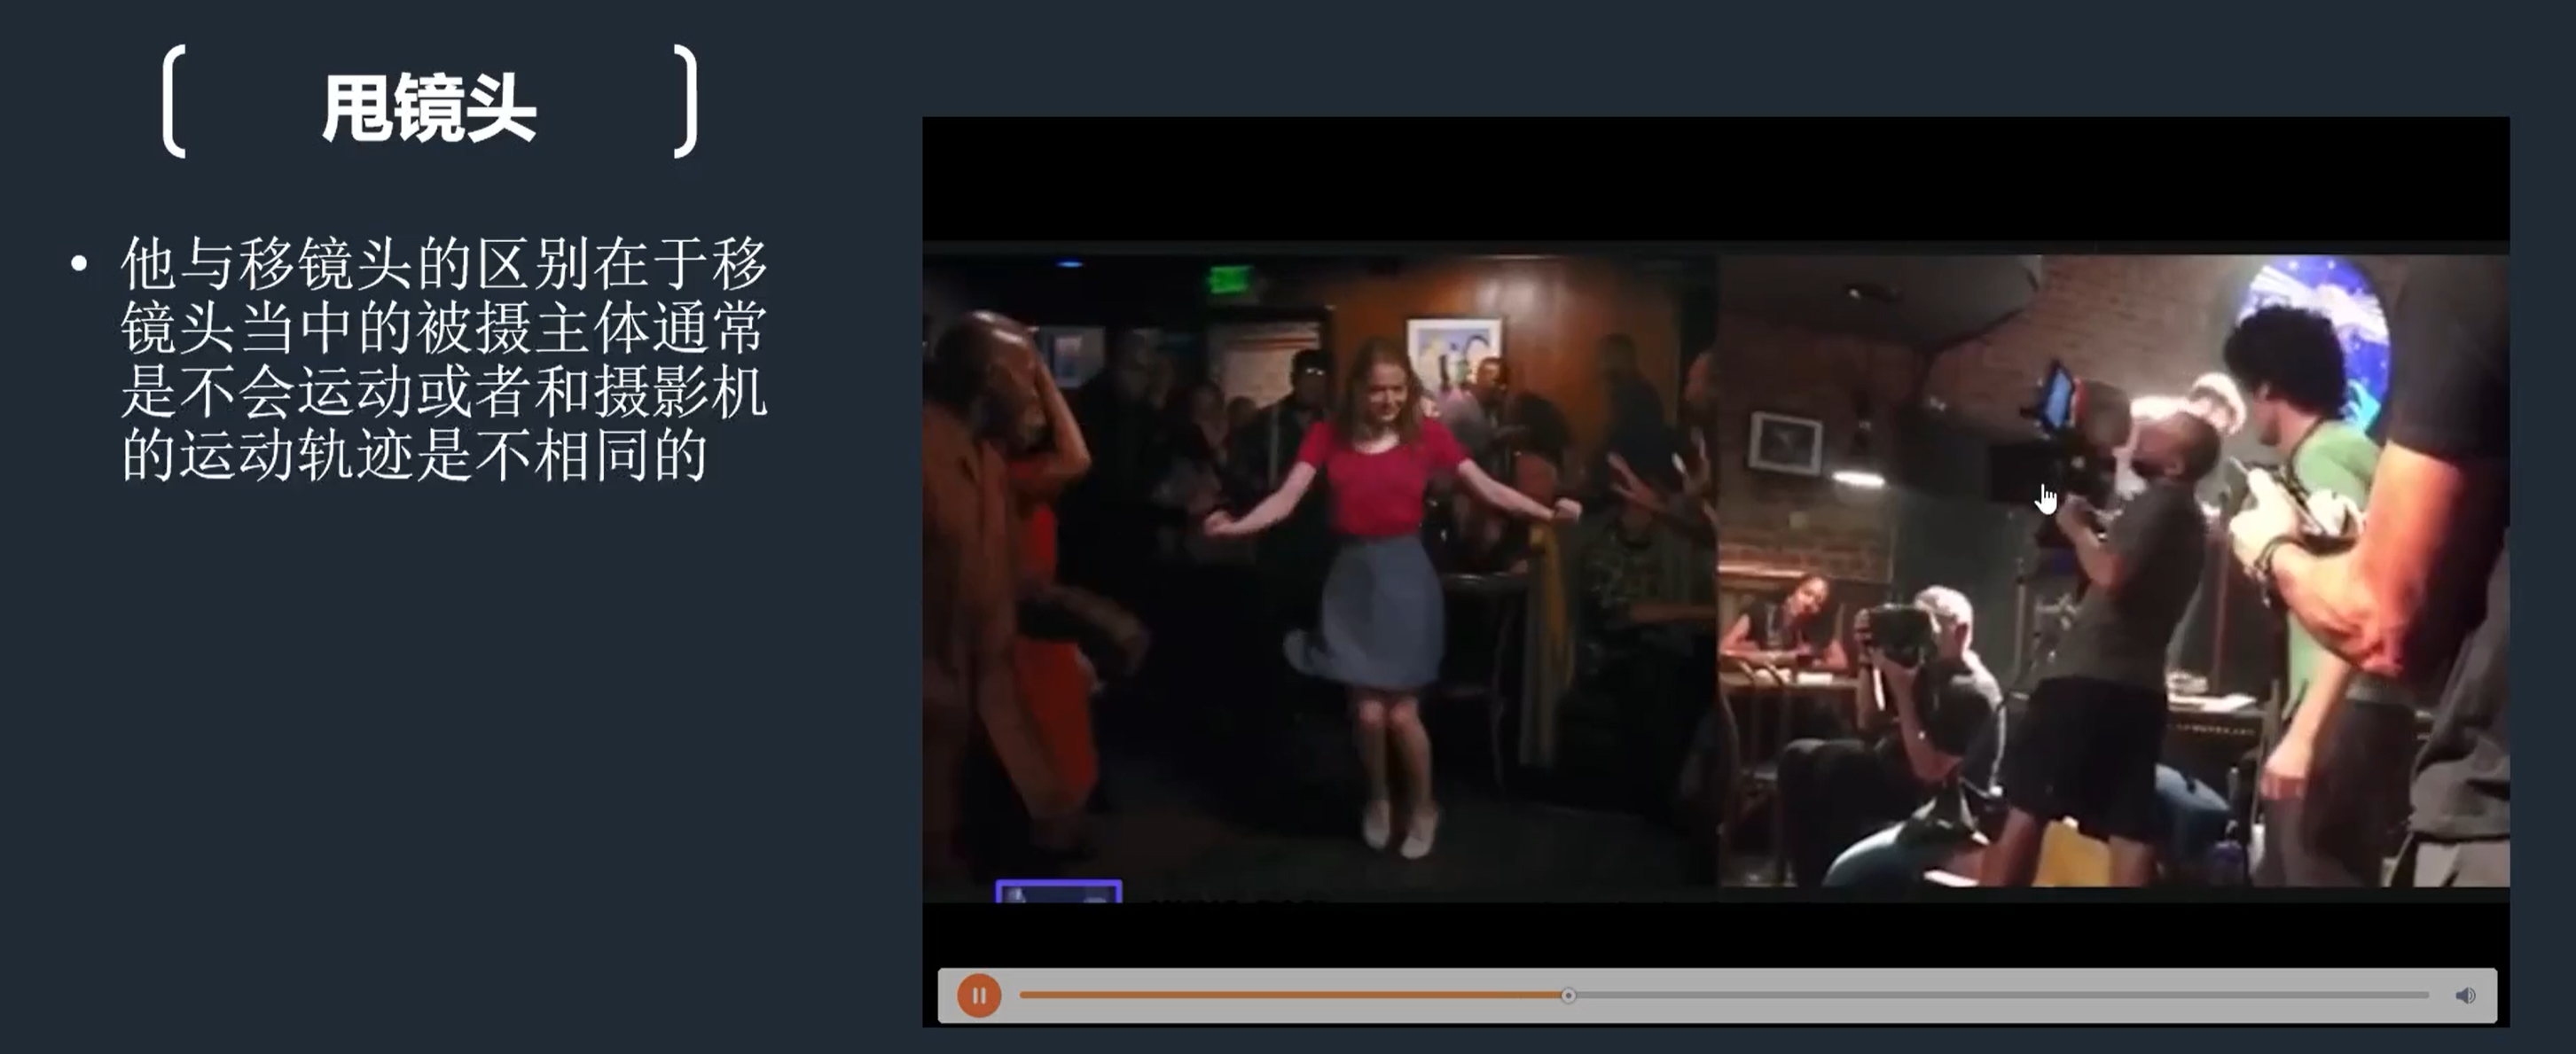 甩镜头
他与移镜头的区别在于移
镜头当中的被摄主体通常
是不会运动或者和摄影机
的运动轨迹是不相同的